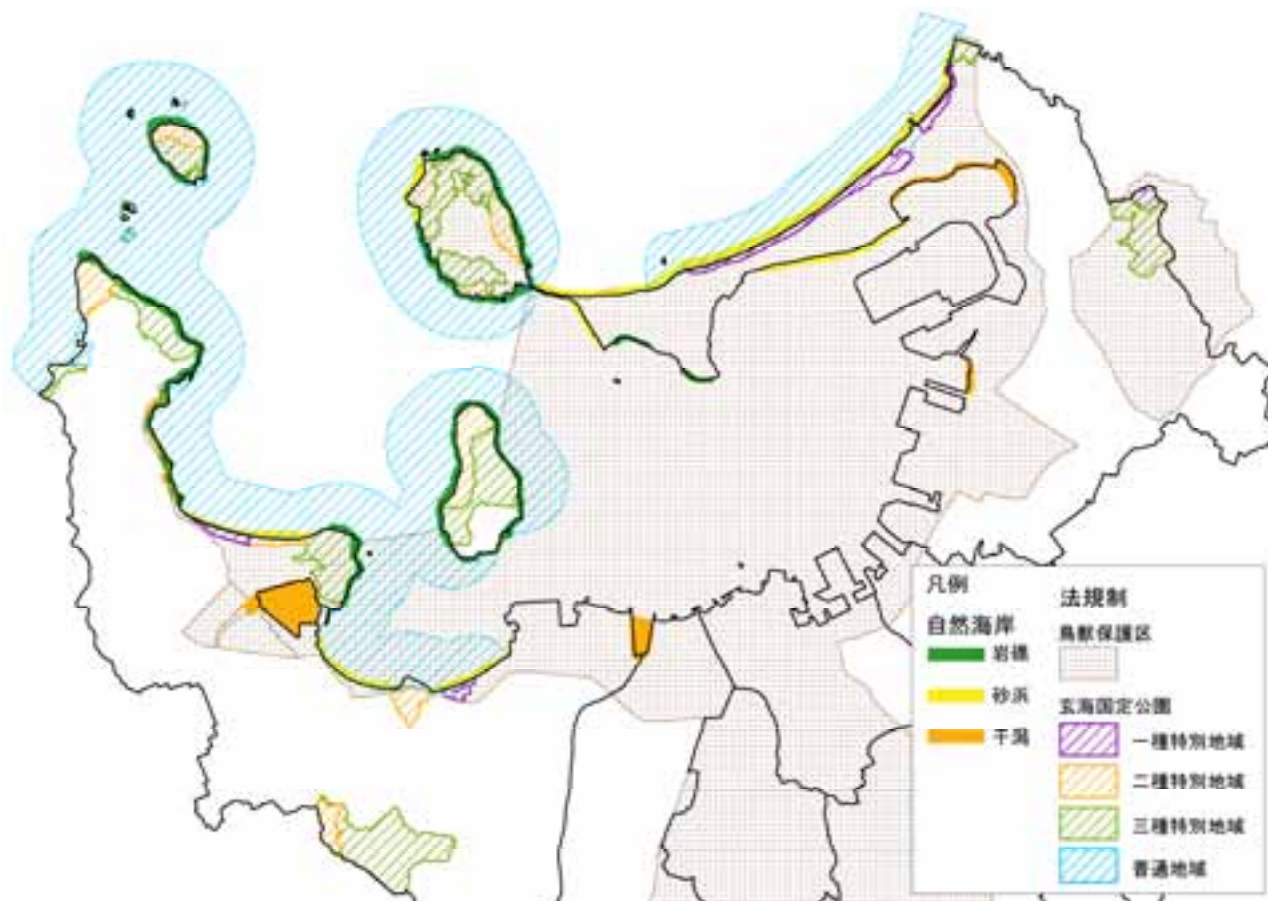 凡例
自然海岸
岩礁
砂浜
干潟
法規制
鳥獣保護区
玄海国定公園
一種特別地域
二種特別地域
三種特別地域
普通地域